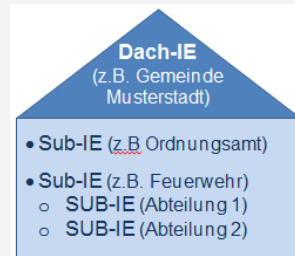 Dach-IE
(z.B. Gemeinde
Musterstadt)
• Sub-IE (z.B Ordnungsamt)
• Sub-IE (z.B. Feuerwehr)
o SUB-IE (Abteilung 1)
o SUB-IE (Abteilung 2)